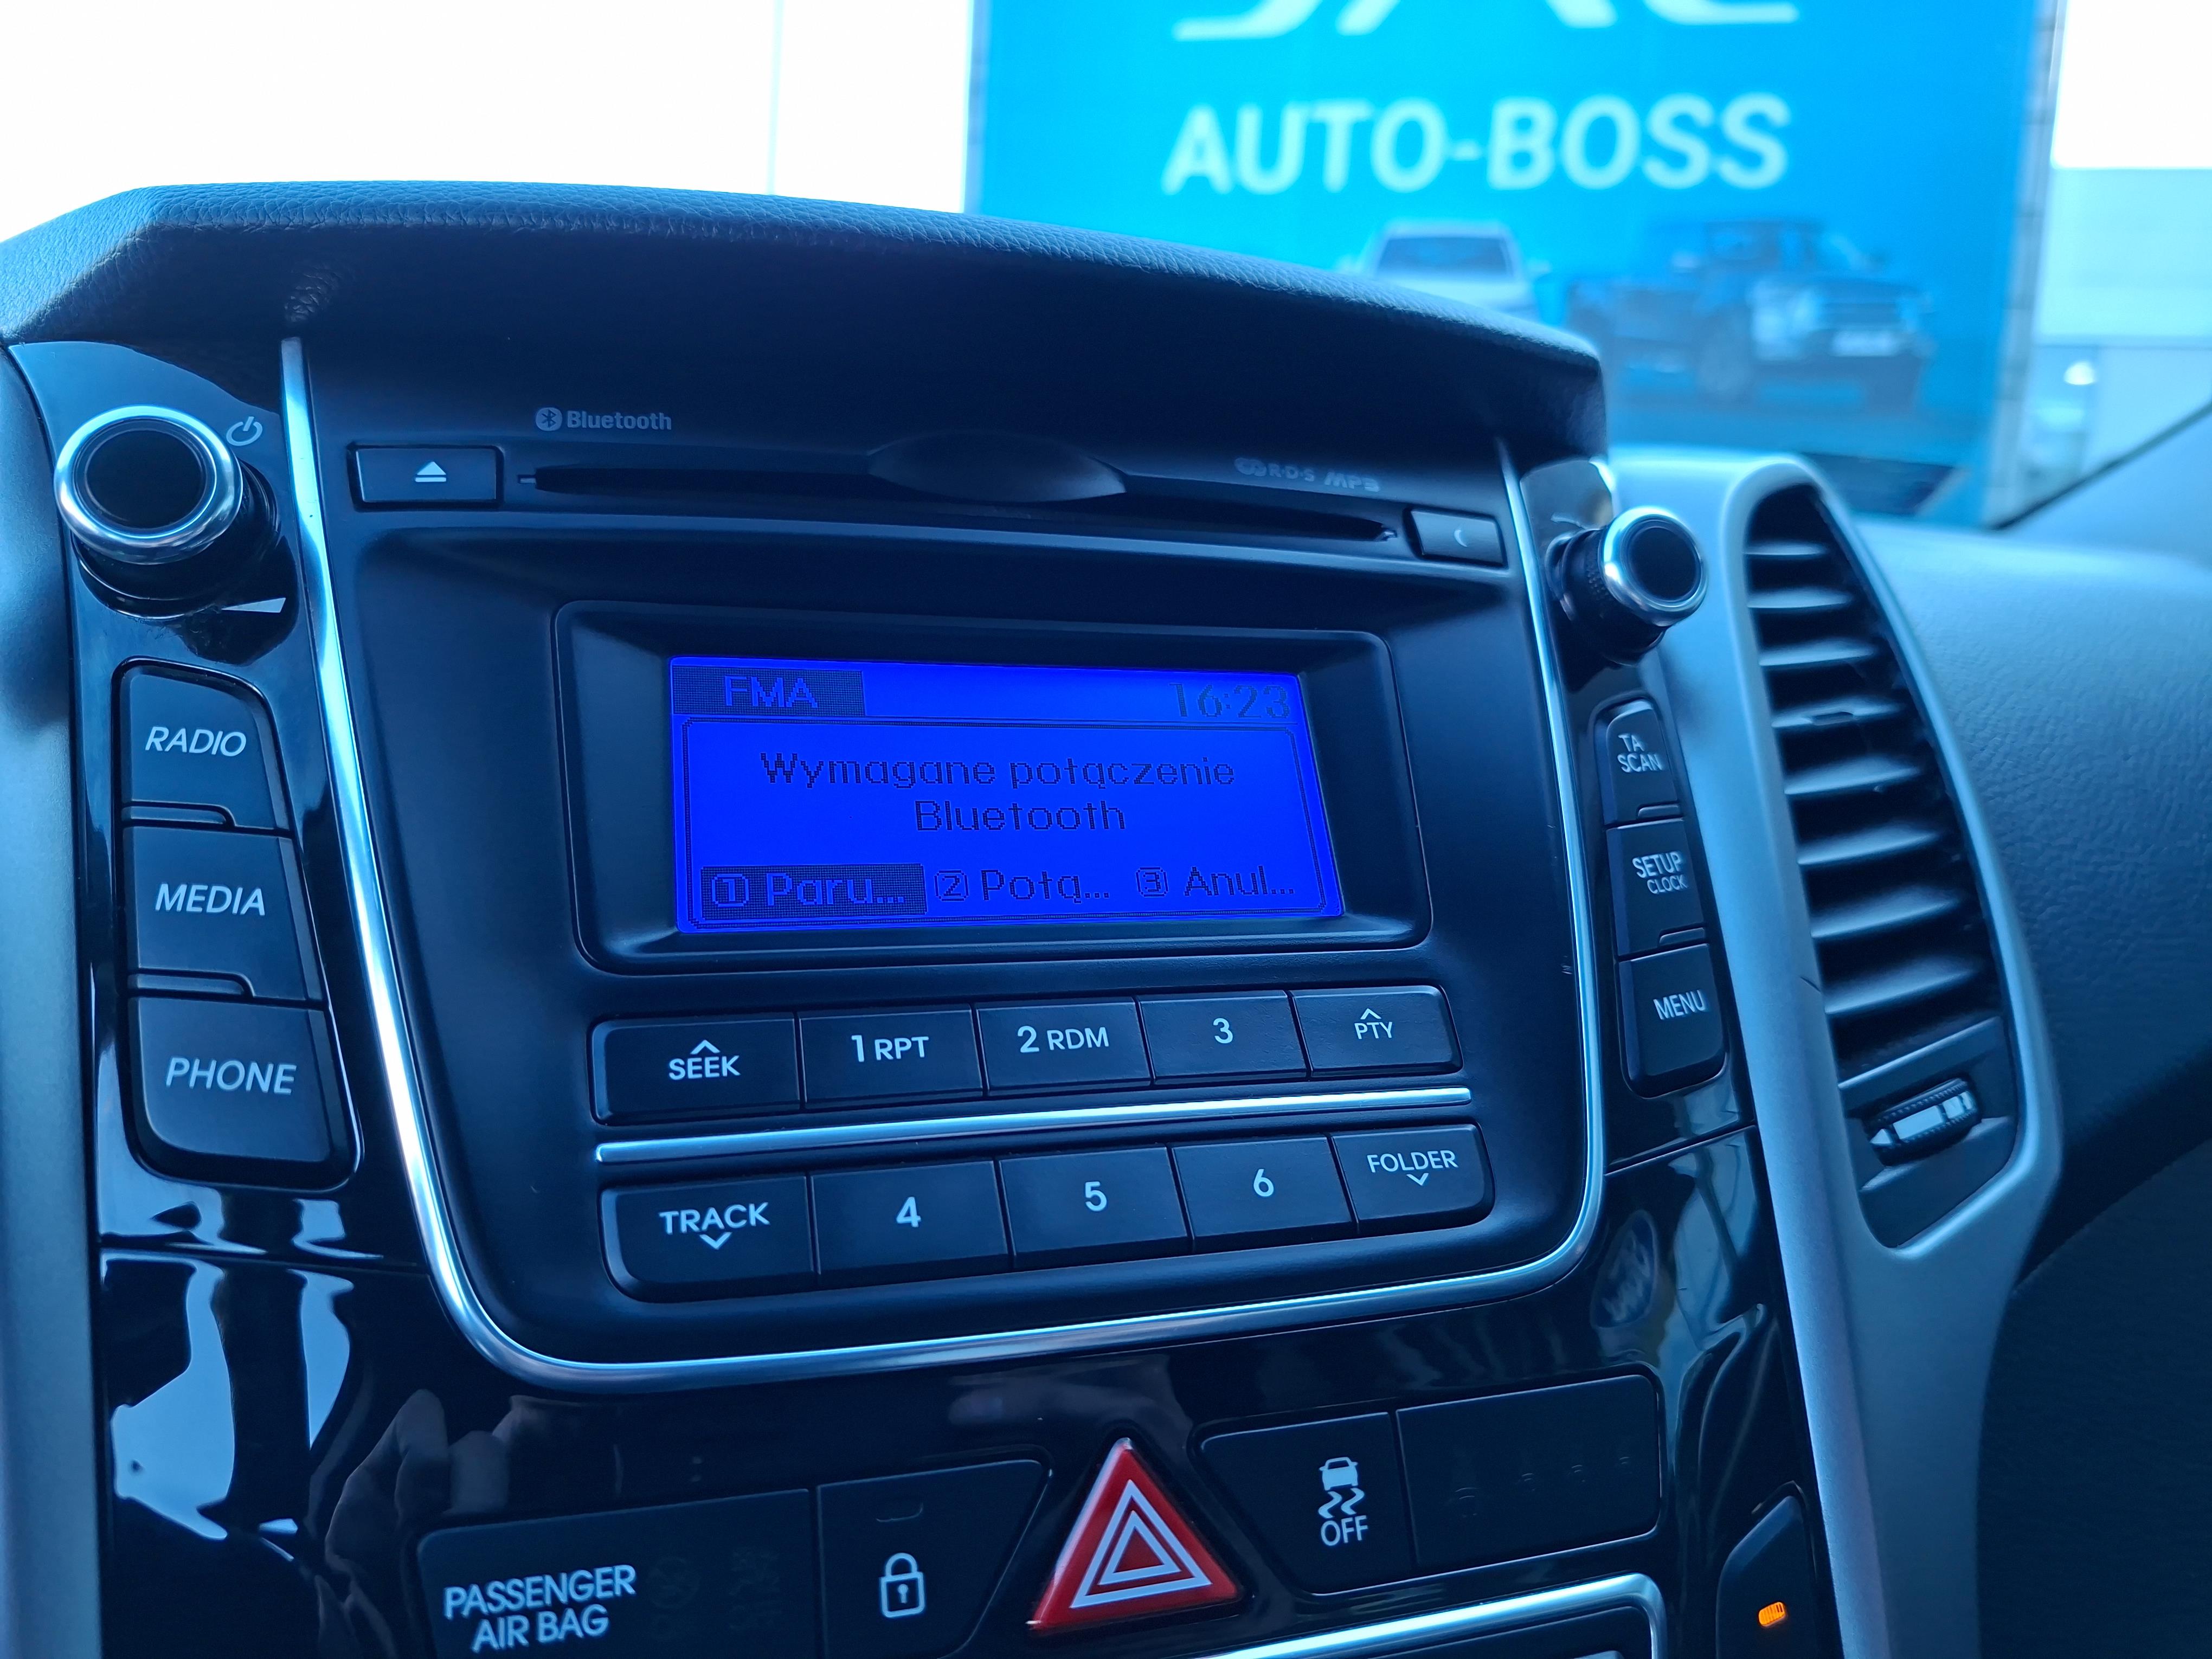 AUTO-BOSS
Bluetooth
R·D·S MP3
FMA 16:23
Wymagane połączenie
Bluetooth
1 Paru... 2 Połą... 3 Anul...
RADIO
MEDIA
PHONE
TA
SCAN
SETUP
CLOCK
MENU
SEEK 1 RPT 2 RDM 3 PTY
TRACK 4 5 6 FOLDER
PASSENGER
AIR BAG
OFF